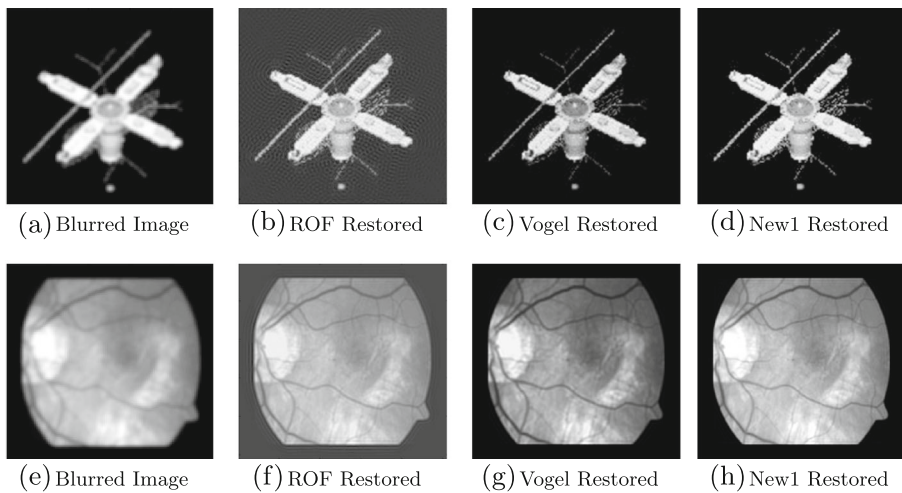 (a) Blurred Image
(b) ROF Restored
(c) Vogel Restored
(d) New1 Restored
(e) Blurred Image
(f) ROF Restored
(g) Vogel Restored
(h) New1 Restored